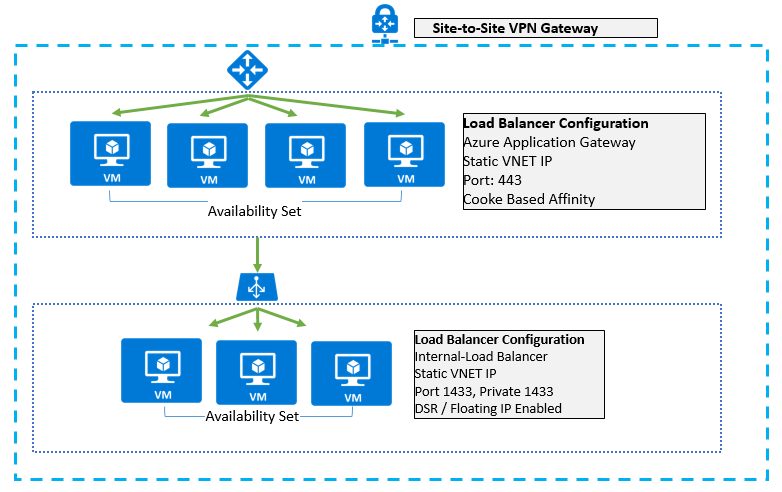 Site-to-Site VPN Gateway
VM
VM
VM
VM
Availability Set
Load Balancer Configuration
Azure Application Gateway
Static VNET IP
Port: 443
Cooke Based Affinity
VM
VM
VM
Availability Set
Load Balancer Configuration
Internal-Load Balancer
Static VNET IP
Port 1433, Private 1433
DSR / Floating IP Enabled